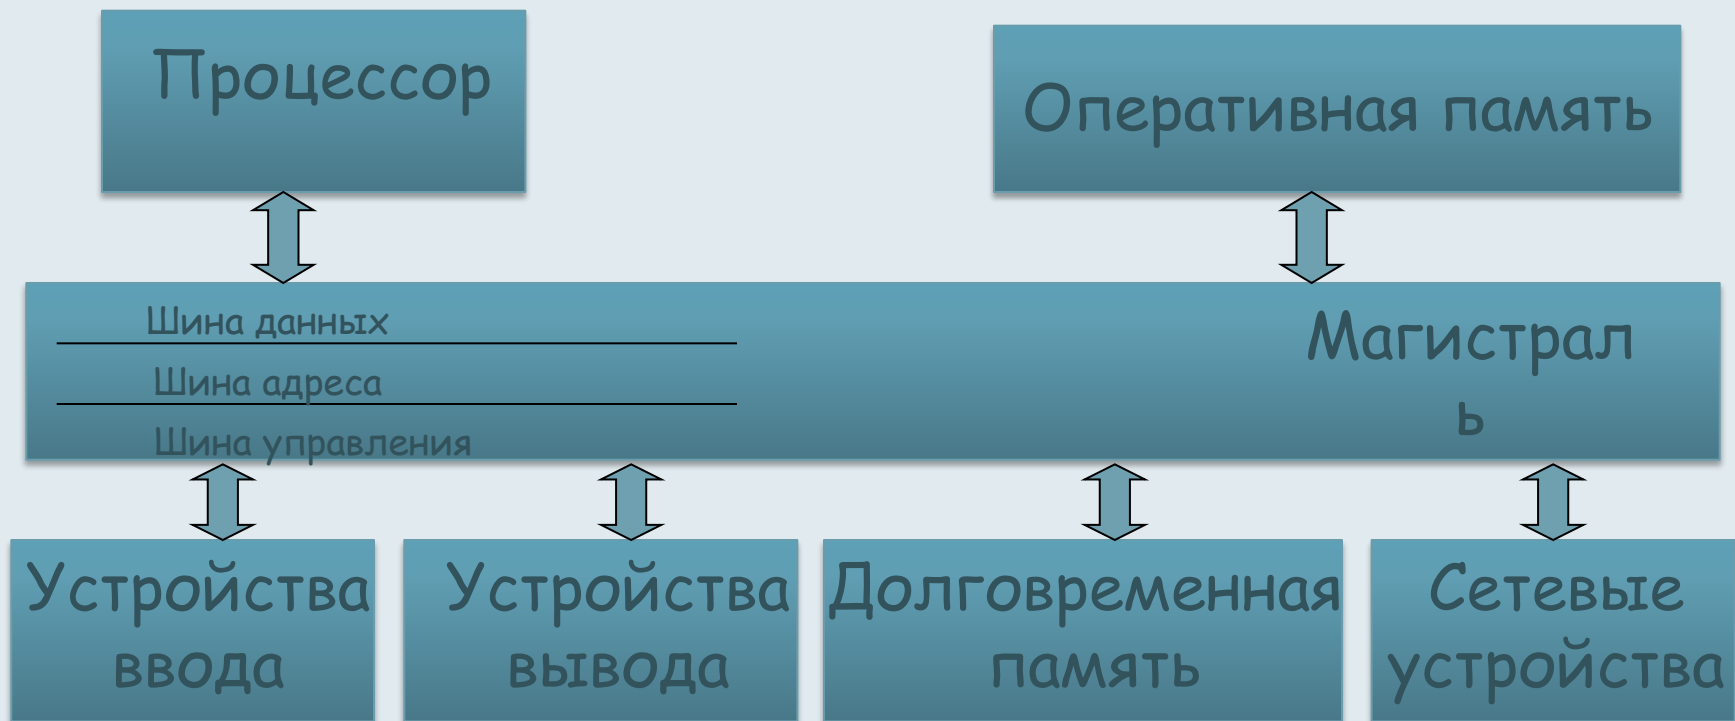 Процессор
Оперативная память
Шина данных
Шина адреса
Шина управления
Магистрал
ь
Устройства
ввода
Устройства
вывода
Долговременная
память
Сетевые
устройства